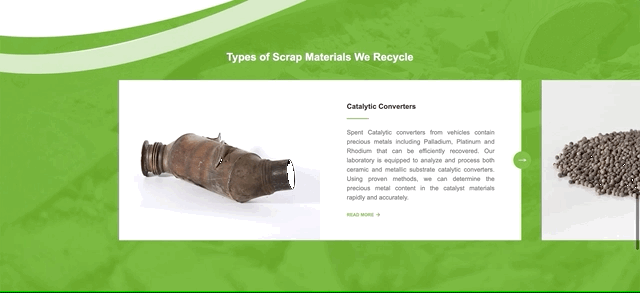 Types of Scrap Materials We Recycle
Catalytic Converters
Spent Catalytic converters from vehicles contain
precious metals including Palladium, Platinum and
Rhodium that can be efficiently recovered. Our
laboratory is equipped to analyze and process both
ceramic and metallic substrate catalytic converters.
Using proven methods, we can determine the
precious metal content in the catalyst materials
rapidly and accurately.
READ MORE →